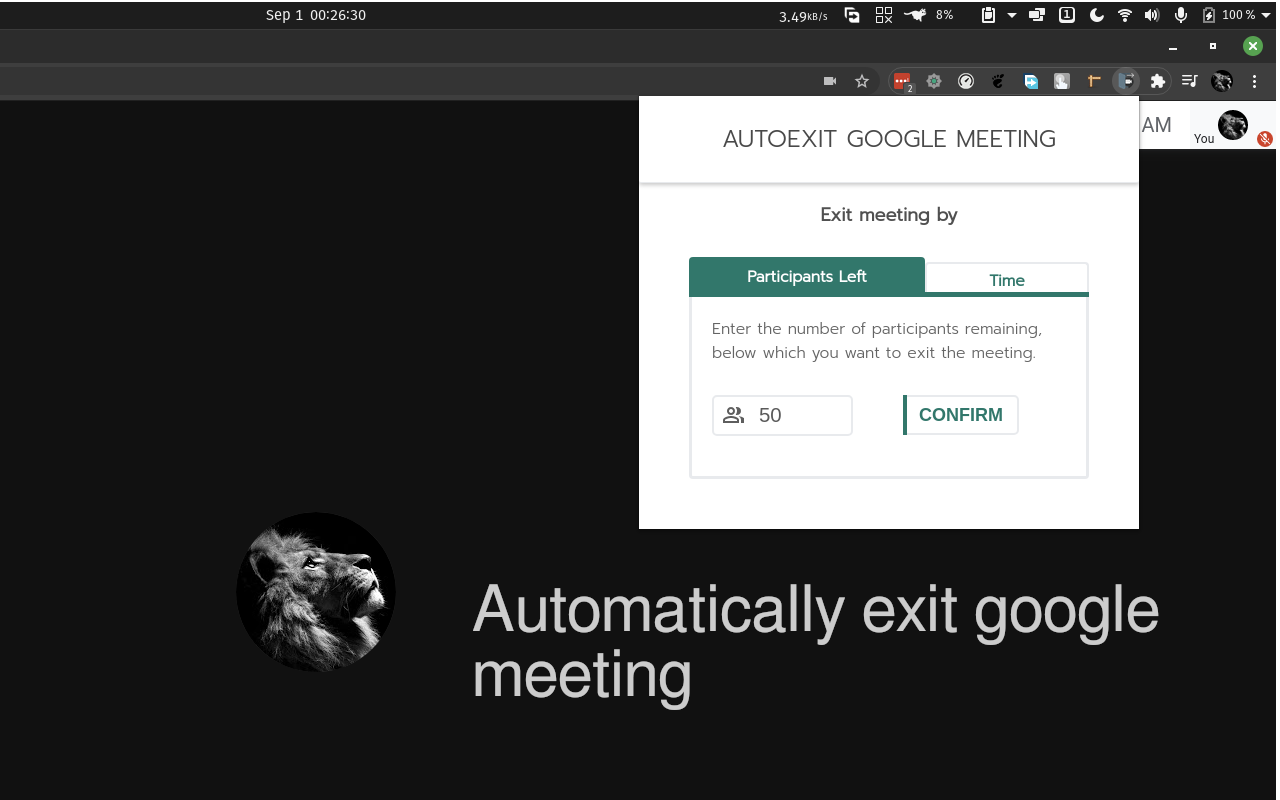 Sep 1 00:26:30
3.49kB/s
8%
1
100 %
2
AUTOEXIT GOOGLE MEETING
AM
You
Exit meeting by
Participants Left
Time
Enter the number of participants remaining,
below which you want to exit the meeting.
50
CONFIRM
Automatically exit google
meeting